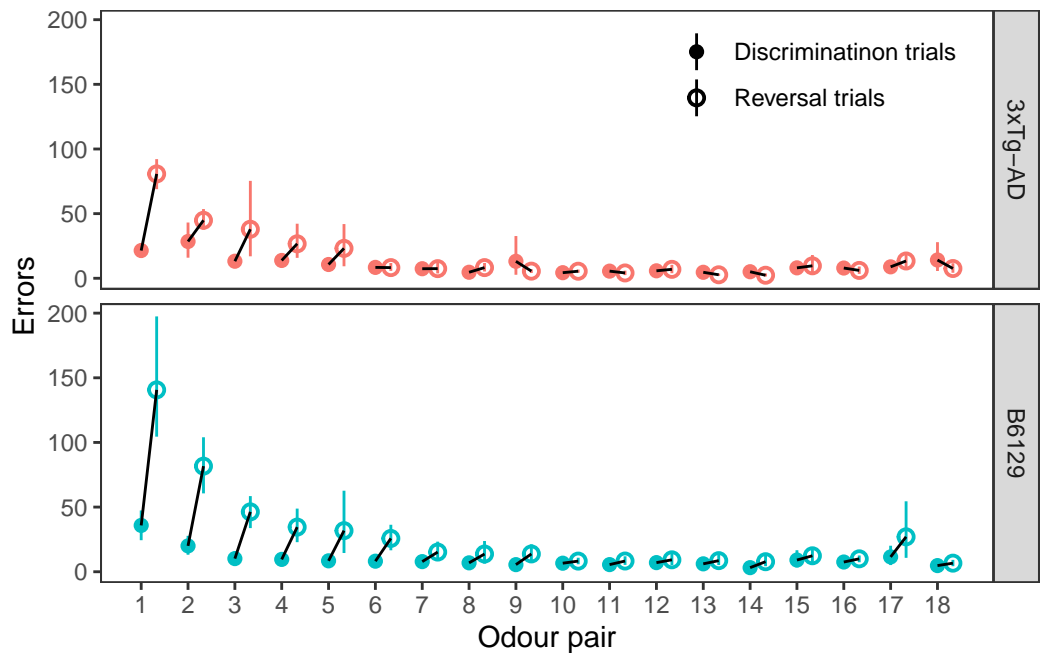 200
150
100
50
0
Discriminatinon trials
Reversal trials
3xTg−AD
Errors
200
150
100
50
0
B6129
1 2 3 4 5 6 7 8 9 10 11 12 13 14 15 16 17 18
Odour pair